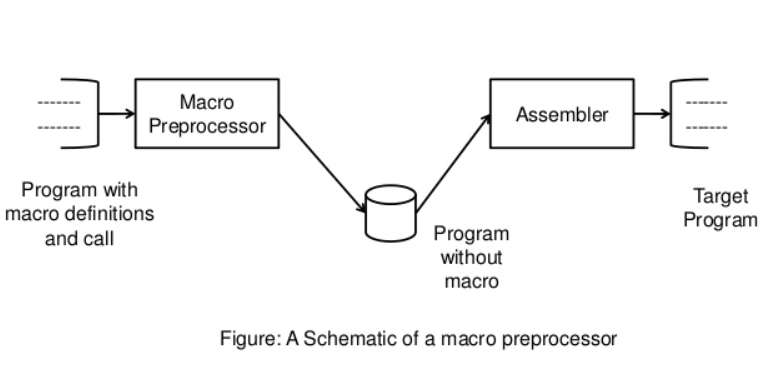 Macro
Preprocessor
Assembler
Program with
macro definitions
and call
Program
without
macro
Target
Program
Figure: A Schematic of a macro preprocessor